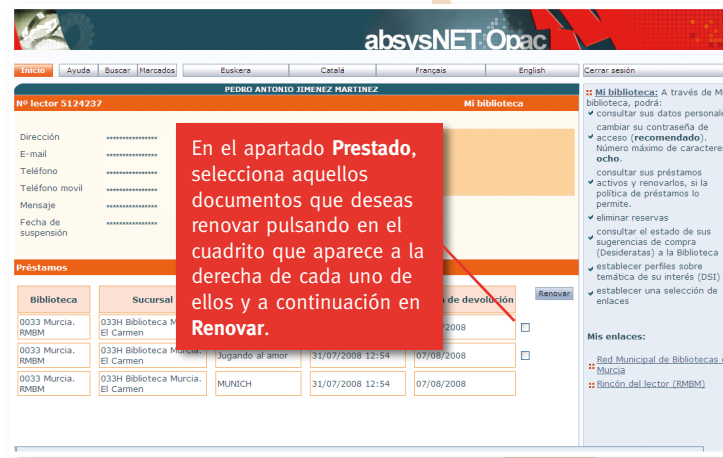 absysNET Opac
Inicio Ayuda Buscar Marcados Euskera Català Français English Cerrar sesión
PEDRO ANTONIO JIMENEZ MARTINEZ
Nº lector 5124237 Mi biblioteca
Dirección ****************
E-mail ****************
Teléfono ****************
Teléfono movil ****************
Mensaje ****************
Fecha de ****************
suspensión
En el apartado Prestado,
selecciona aquellos
documentos que deseas
renovar pulsando en el
cuadrito que aparece a la
derecha de cada uno de
ellos y a continuación en
Renovar.
Préstamos
Biblioteca Sucursal de devolución Renovar
0033 Murcia. 033H Biblioteca
RMBM El Carmen 2008
0033 Murcia. 033H Biblioteca Murcia.
RMBM El Carmen Jugando al amor 31/07/2008 12:54 07/08/2008
0033 Murcia. 033H Biblioteca Murcia.
RMBM El Carmen MUNICH 31/07/2008 12:54 07/08/2008
Mi biblioteca: A través de
biblioteca, podrá:
consultar sus datos
cambiar su contraseña de
acceso (recomendado).
Número máximo de
ocho.
consultar sus préstamos
activos y renovarlos, si la
política de préstamos lo
permite.
eliminar reservas
consultar el estado de sus
sugerencias de compra
(Desideratas) a la Biblioteca
establecer perfiles sobre
temática de su interés (DSI)
establecer una selección de
enlaces
Mis enlaces:
Red Municipal de Bibliotecas
Murcia
Rincón del lector (RMBM)